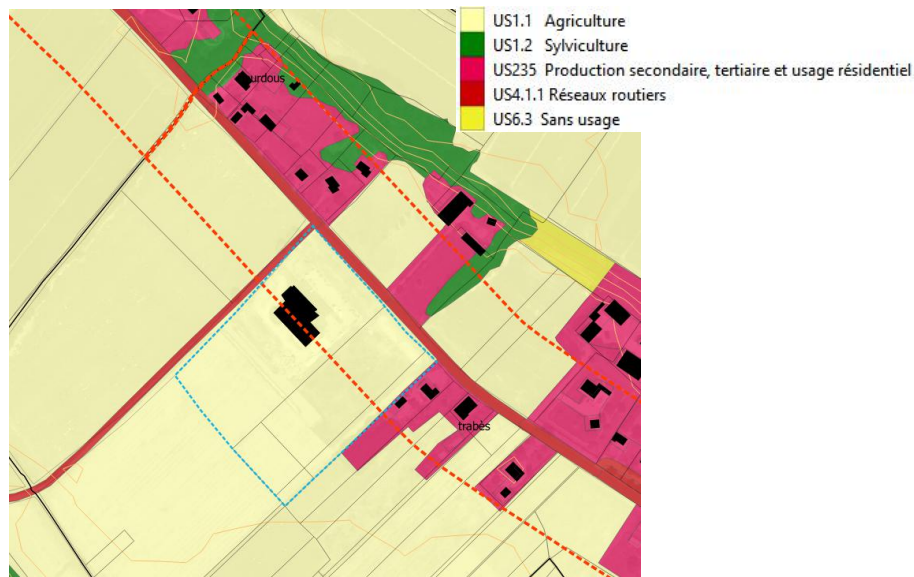 US1.1 Agriculture
US1.2 Sylviculture
US235 Production secondaire, tertiaire et usage résidentiel
US4.1.1 Réseaux routiers
US6.3 Sans usage
trabès